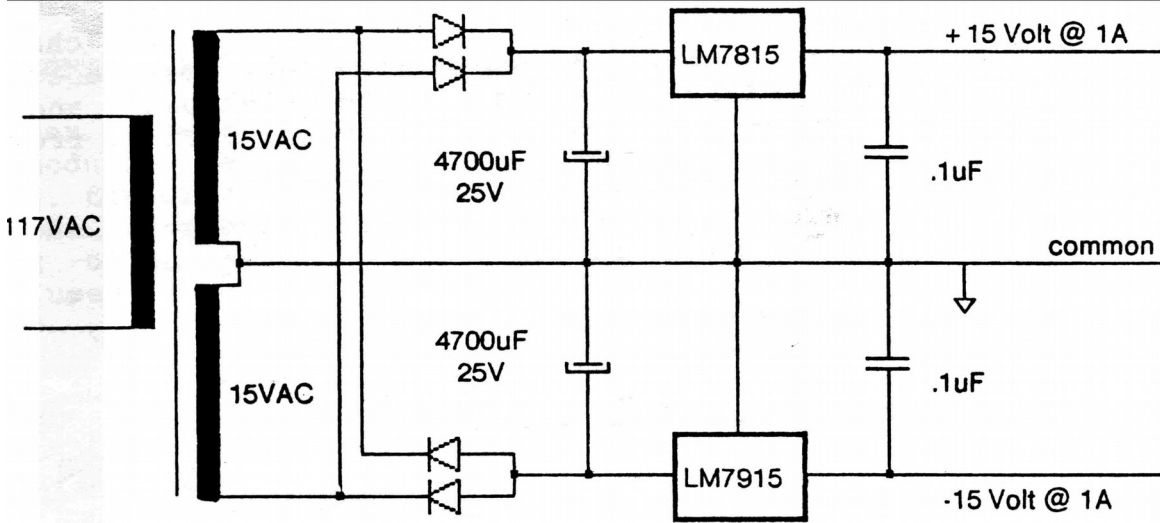 + 15 Volt @ 1A
LM7815
15VAC
4700uF
25V
.1uF
117VAC
common
4700uF
25V
15VAC
.1uF
LM7915
-15 Volt @ 1A